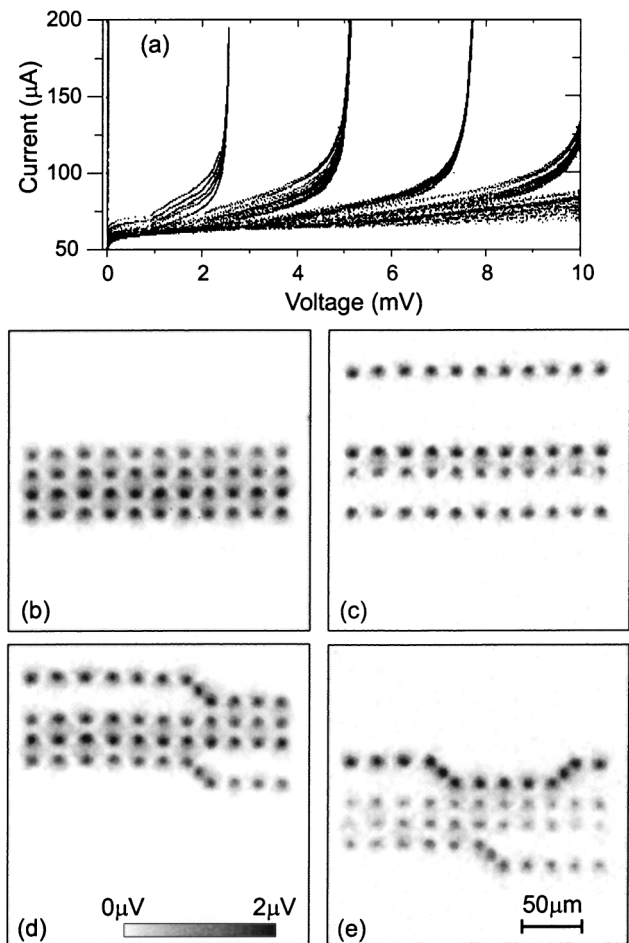 200
(a)
150
100
50
Current (μA)
0 2 4 6 8 10
Voltage (mV)
(b)
(c)
(d)
0μV 2μV
(e)
50μm